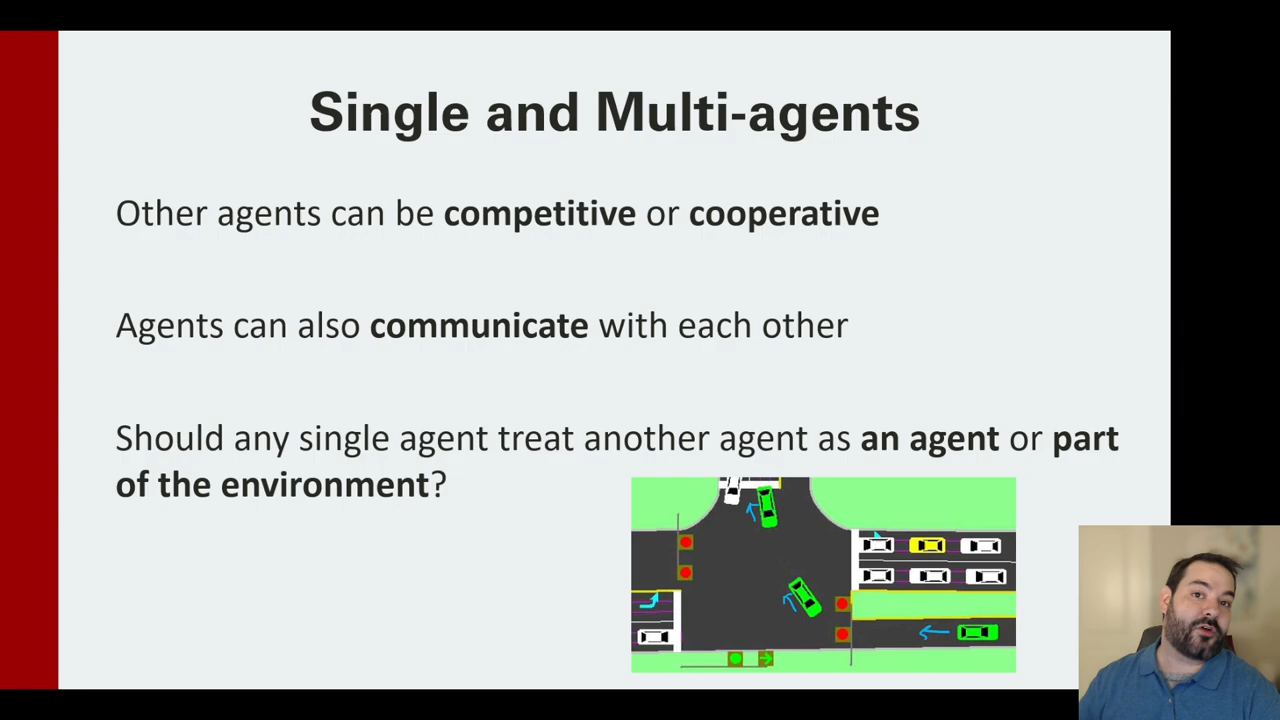 Single and Multi-agents
Other agents can be competitive or cooperative
Agents can also communicate with each other
Should any single agent treat another agent as an agent or part
of the environment?